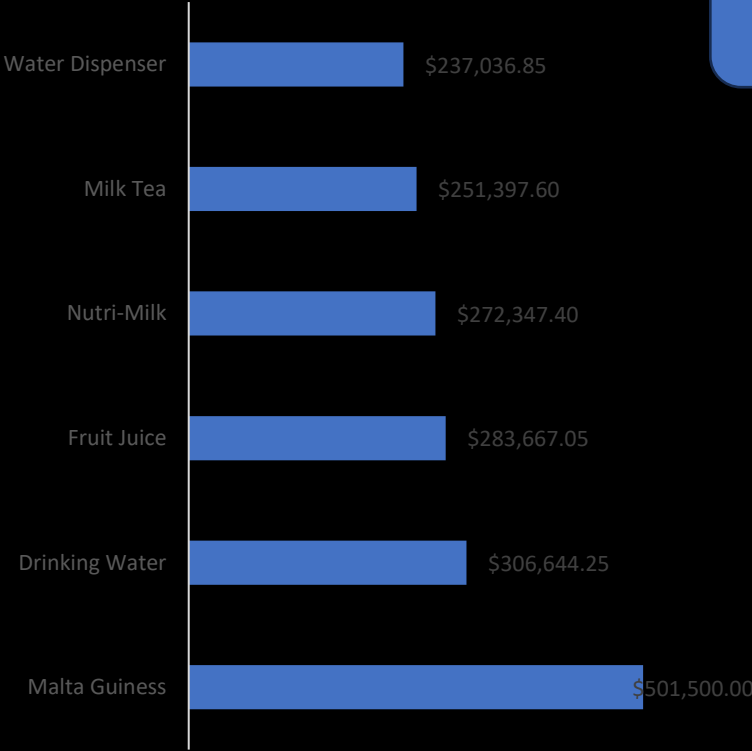 Water Dispenser $237,036.85
Milk Tea $251,397.60
Nutri-Milk $272,347.40
Fruit Juice $283,667.05
Drinking Water $306,644.25
Malta Guiness $501,500.00